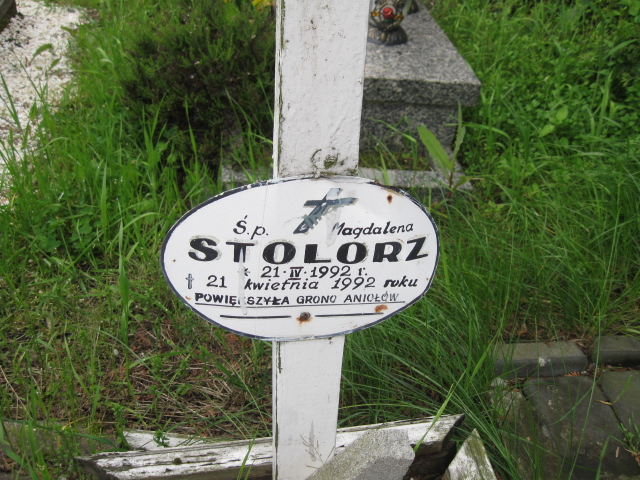 Ś.p. Magdalena
STOLORZ
* 21·IV·1992 r.
† 21 kwietnia 1992 roku
POWIĘKSZYŁA GRONO ANIOŁÓW